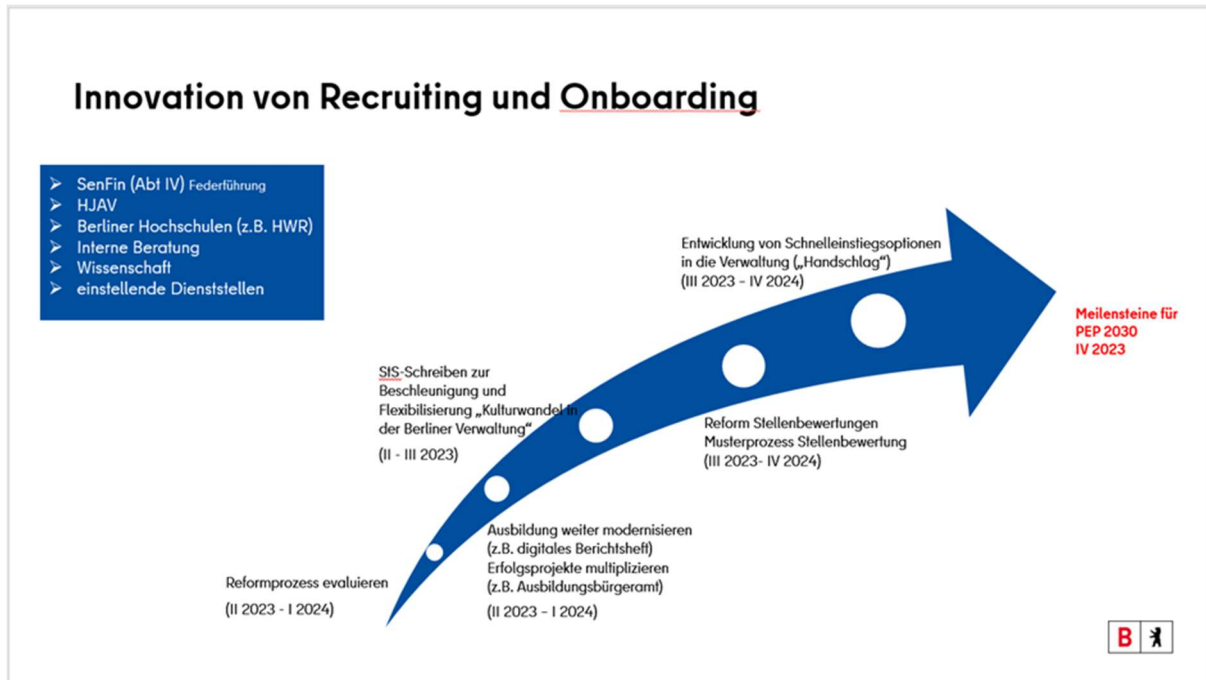 Innovation von Recruiting und Onboarding
➢ SenFin (Abt IV) Federführung
➢ HJAV
➢ Berliner Hochschulen (z.B. HWR)
➢ Interne Beratung
➢ Wissenschaft
➢ einstellende Dienststellen
Entwicklung von Schnelleinstiegsoptionen
in die Verwaltung („Handschlag“)
(III 2023 – IV 2024)
Meilensteine für
PEP 2030
IV 2023
StS-Schreiben zur
Beschleunigung und
Flexibilisierung „Kulturwandel in
der Berliner Verwaltung“
(II - III 2023)
Reform Stellenbewertungen
Musterprozess Stellenbewertung
(III 2023- IV 2024)
Ausbildung weiter modernisieren
(z.B. digitales Berichtsheft)
Erfolgsprojekte multiplizieren
(z.B. Ausbildungsbürgeramt)
(II 2023 – I 2024)
Reformprozess evaluieren
(II 2023 - I 2024)
B